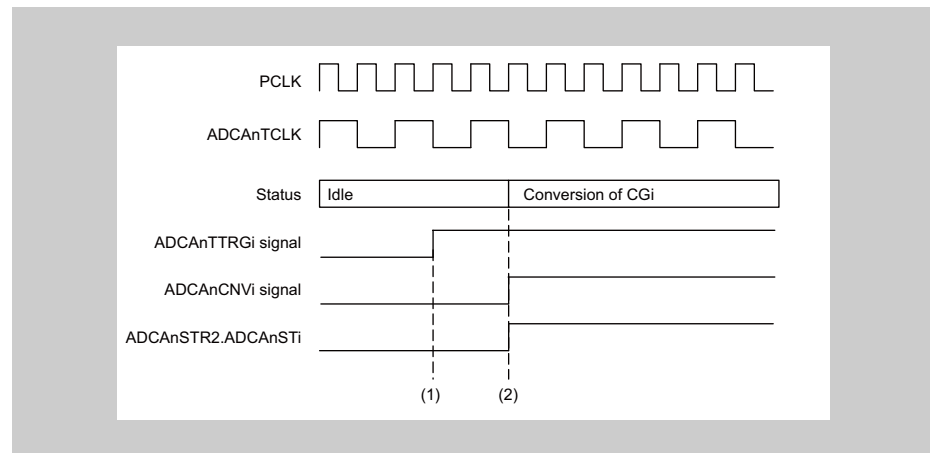 PCLK
ADCAnTCLK
Status Idle Conversion of CGi
ADCAnTTRGi signal
ADCAnCNVi signal
ADCAnSTR2.ADCAnSTi
(1) (2)